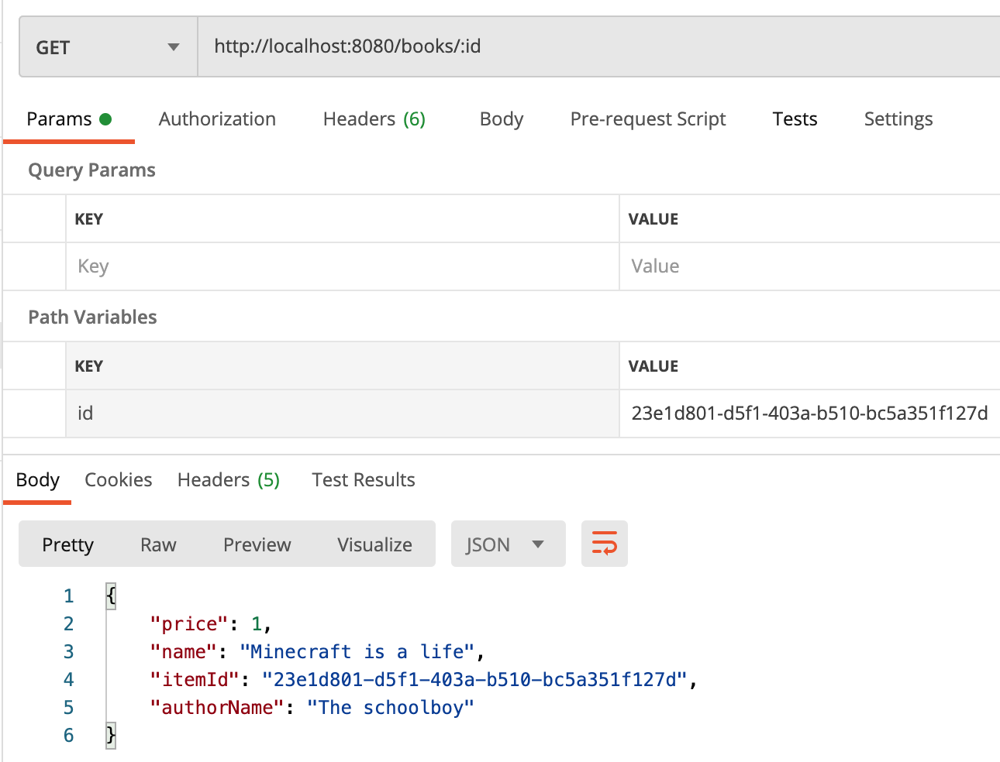 GET http://localhost:8080/books/:id
Params Authorization Headers (6) Body Pre-request Script Tests Settings
Query Params
KEY VALUE
Key Value
Path Variables
KEY VALUE
id 23e1d801-d5f1-403a-b510-bc5a351f127d
Body Cookies Headers (5) Test Results
Pretty Raw Preview Visualize JSON
1 {
2 "price": 1,
3 "name": "Minecraft is a life",
4 "itemId": "23e1d801-d5f1-403a-b510-bc5a351f127d",
5 "authorName": "The schoolboy"
6 }